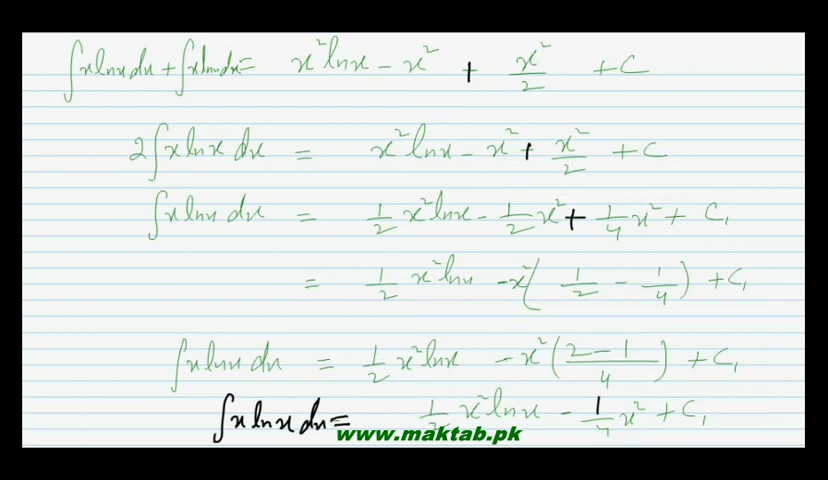 ∫x ln x dx + ∫x ln x dx = x² ln x - x² + x²/2 + C
2∫x ln x dx = x² ln x - x² + x²/2 + C
∫x ln x dx = 1/2 x² ln x - 1/2 x² + 1/4 x² + C₁
= 1/2 x² ln x - x² ( 1/2 - 1/4 ) + C₁
∫x ln x dx = 1/2 x² ln x - x² ( (2 - 1)/4 ) + C₁
∫x ln x dx = 1/2 x² ln x - 1/4 x² + C₁
www.maktab.pk